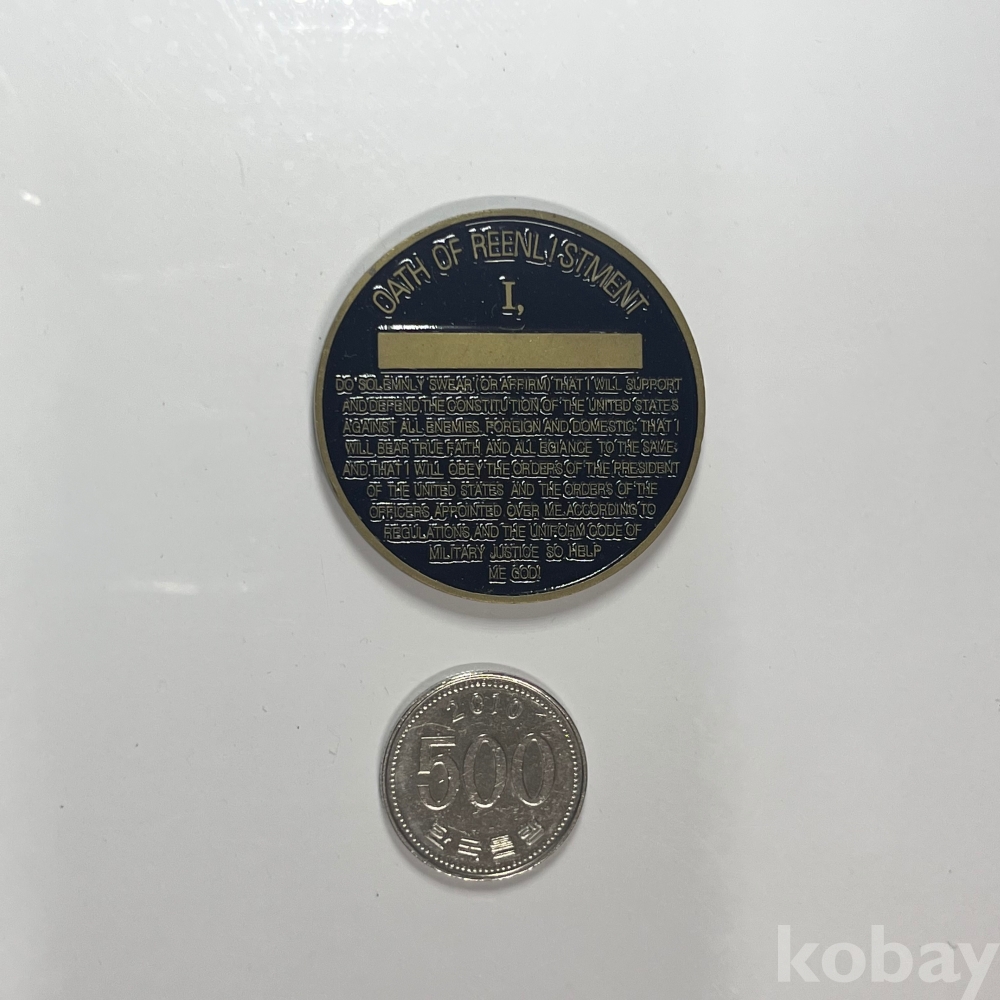 OATH OF REENLISTMENT
I,
DO SOLEMNLY SWEAR (OR AFFIRM) THAT I WILL SUPPORT
AND DEFEND THE CONSTITUTION OF THE UNITED STATES
AGAINST ALL ENEMIES. FOREIGN AND DOMESTIC; THAT I
WILL BEAR TRUE FAITH AND ALLEGIANCE TO THE SAME;
AND THAT I WILL OBEY THE ORDERS OF THE PRESIDENT
OF THE UNITED STATES AND THE ORDERS OF THE
OFFICERS APPOINTED OVER ME, ACCORDING TO
REGULATIONS AND THE UNIFORM CODE OF
MILITARY JUSTICE SO HELP
ME GOD!
2010
500
한국은행
kobay